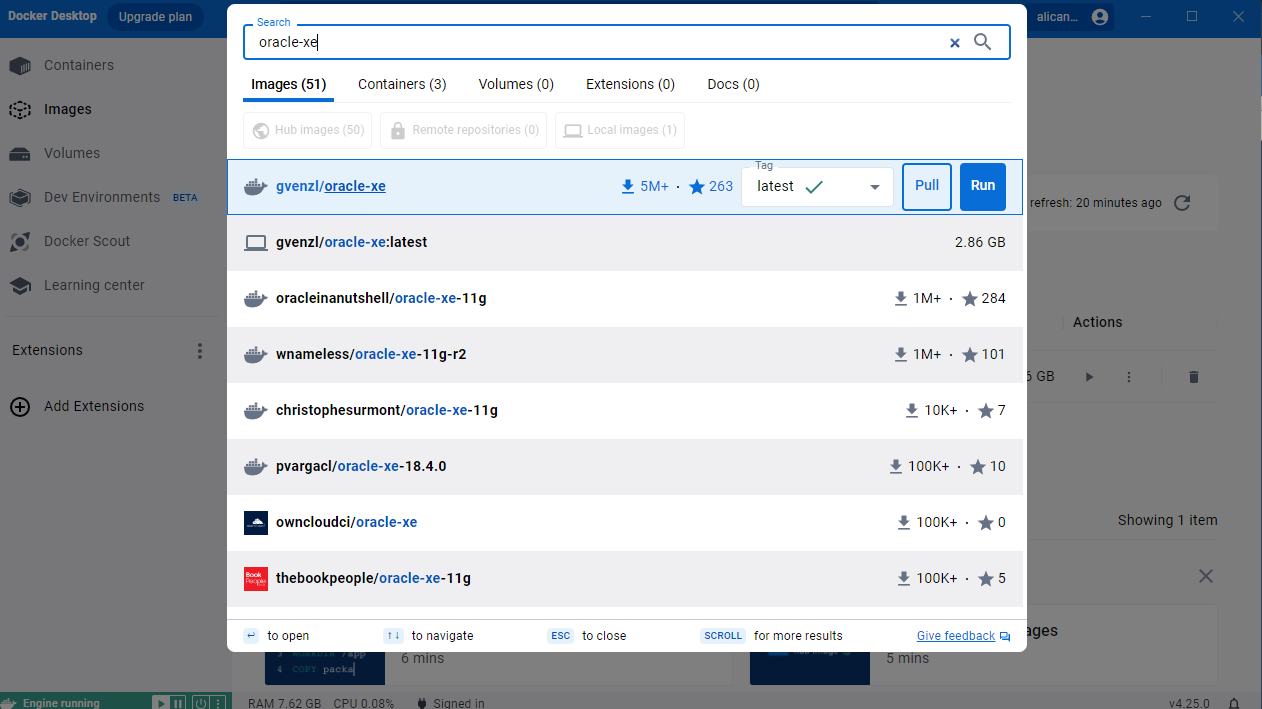 Docker Desktop
Upgrade plan
alican...
Search
oracle-xe
Images (51)
Containers (3)
Volumes (0)
Extensions (0)
Docs (0)
Hub images (50)
Remote repositories (0)
Local images (1)
gvenzl/oracle-xe
5M+ · 263
Tag
latest
Pull
Run
gvenzl/oracle-xe:latest
2.86 GB
oracleinanutshell/oracle-xe-11g
1M+ · 284
wnameless/oracle-xe-11g-r2
1M+ · 101
christophesurmont/oracle-xe-11g
10K+ · 7
pvargacl/oracle-xe-18.4.0
100K+ · 10
owncloudci/oracle-xe
100K+ · 0
thebookpeople/oracle-xe-11g
100K+ · 5
to open
to navigate
ESC to close
SCROLL for more results
Give feedback
Containers
Images
Volumes
Dev Environments BETA
Docker Scout
Learning center
Extensions
Add Extensions
refresh: 20 minutes ago
Actions
6 GB
Showing 1 item
ages
3 WORKDIR /app
4 COPY packa
6 mins
5 mins
Engine running
RAM 7.62 GB CPU 0.08%
Signed in
v4.25.0